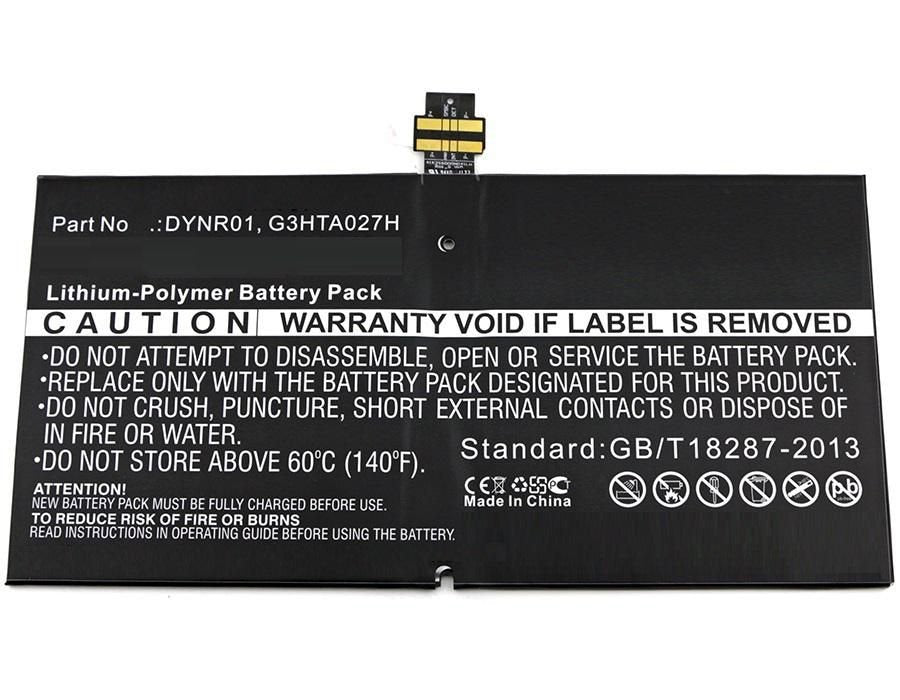 Part No .:DYNR01, G3HTA027H
Lithium-Polymer Battery Pack
CAUTION WARRANTY VOID IF LABEL IS REMOVED
•DO NOT ATTEMPT TO DISASSEMBLE, OPEN OR SERVICE THE BATTERY PACK.
•REPLACE ONLY WITH THE BATTERY PACK DESIGNATED FOR THIS PRODUCT.
•DO NOT CRUSH, PUNCTURE, SHORT EXTERNAL CONTACTS OR DISPOSE OF
IN FIRE OR WATER.
•DO NOT STORE ABOVE 60°C (140°F).
Standard:GB/T18287-2013
ATTENTION!
NEW BATTERY PACK MUST BE FULLY CHARGED BEFORE USE.
TO REDUCE RISK OF FIRE OR BURNS
READ INSTRUCTIONS IN OPERATING GUIDE BEFORE USING THE BATTERY.
CE
Made In China
Pb